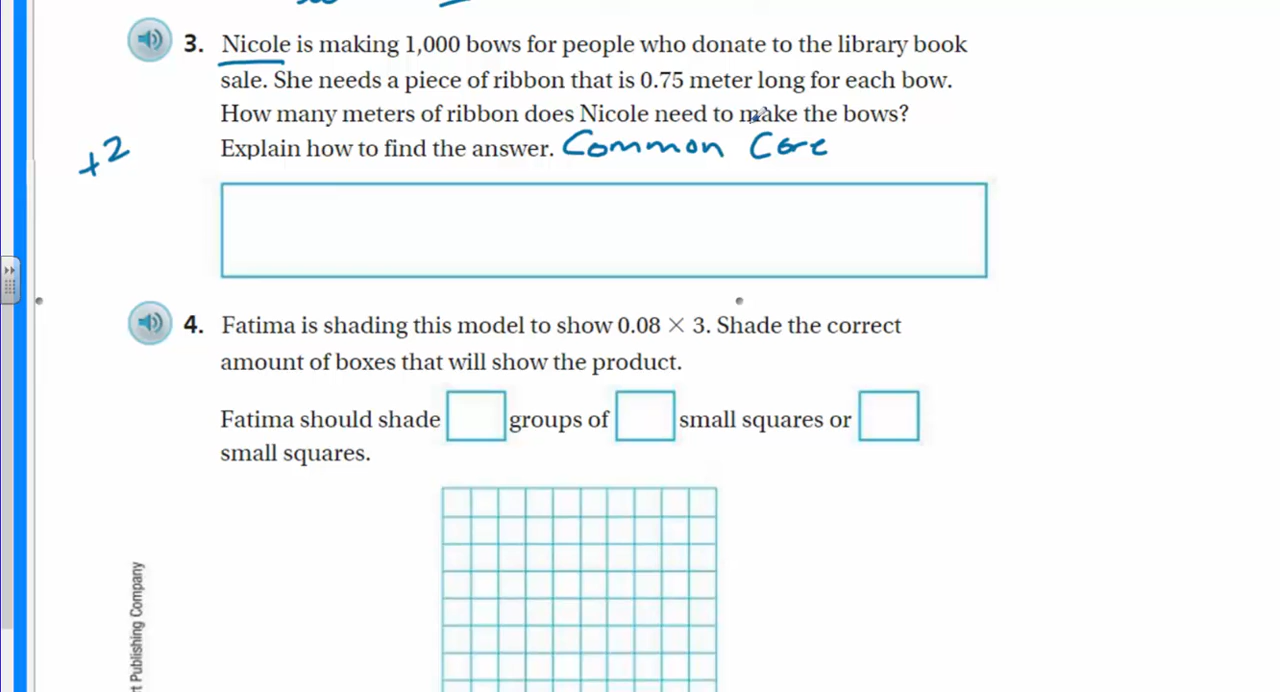 3. Nicole is making 1,000 bows for people who donate to the library book
sale. She needs a piece of ribbon that is 0.75 meter long for each bow.
How many meters of ribbon does Nicole need to make the bows?
+2
Explain how to find the answer. Common Core
4. Fatima is shading this model to show 0.08 × 3. Shade the correct
amount of boxes that will show the product.
Fatima should shade groups of small squares or
small squares.
Publishing Company